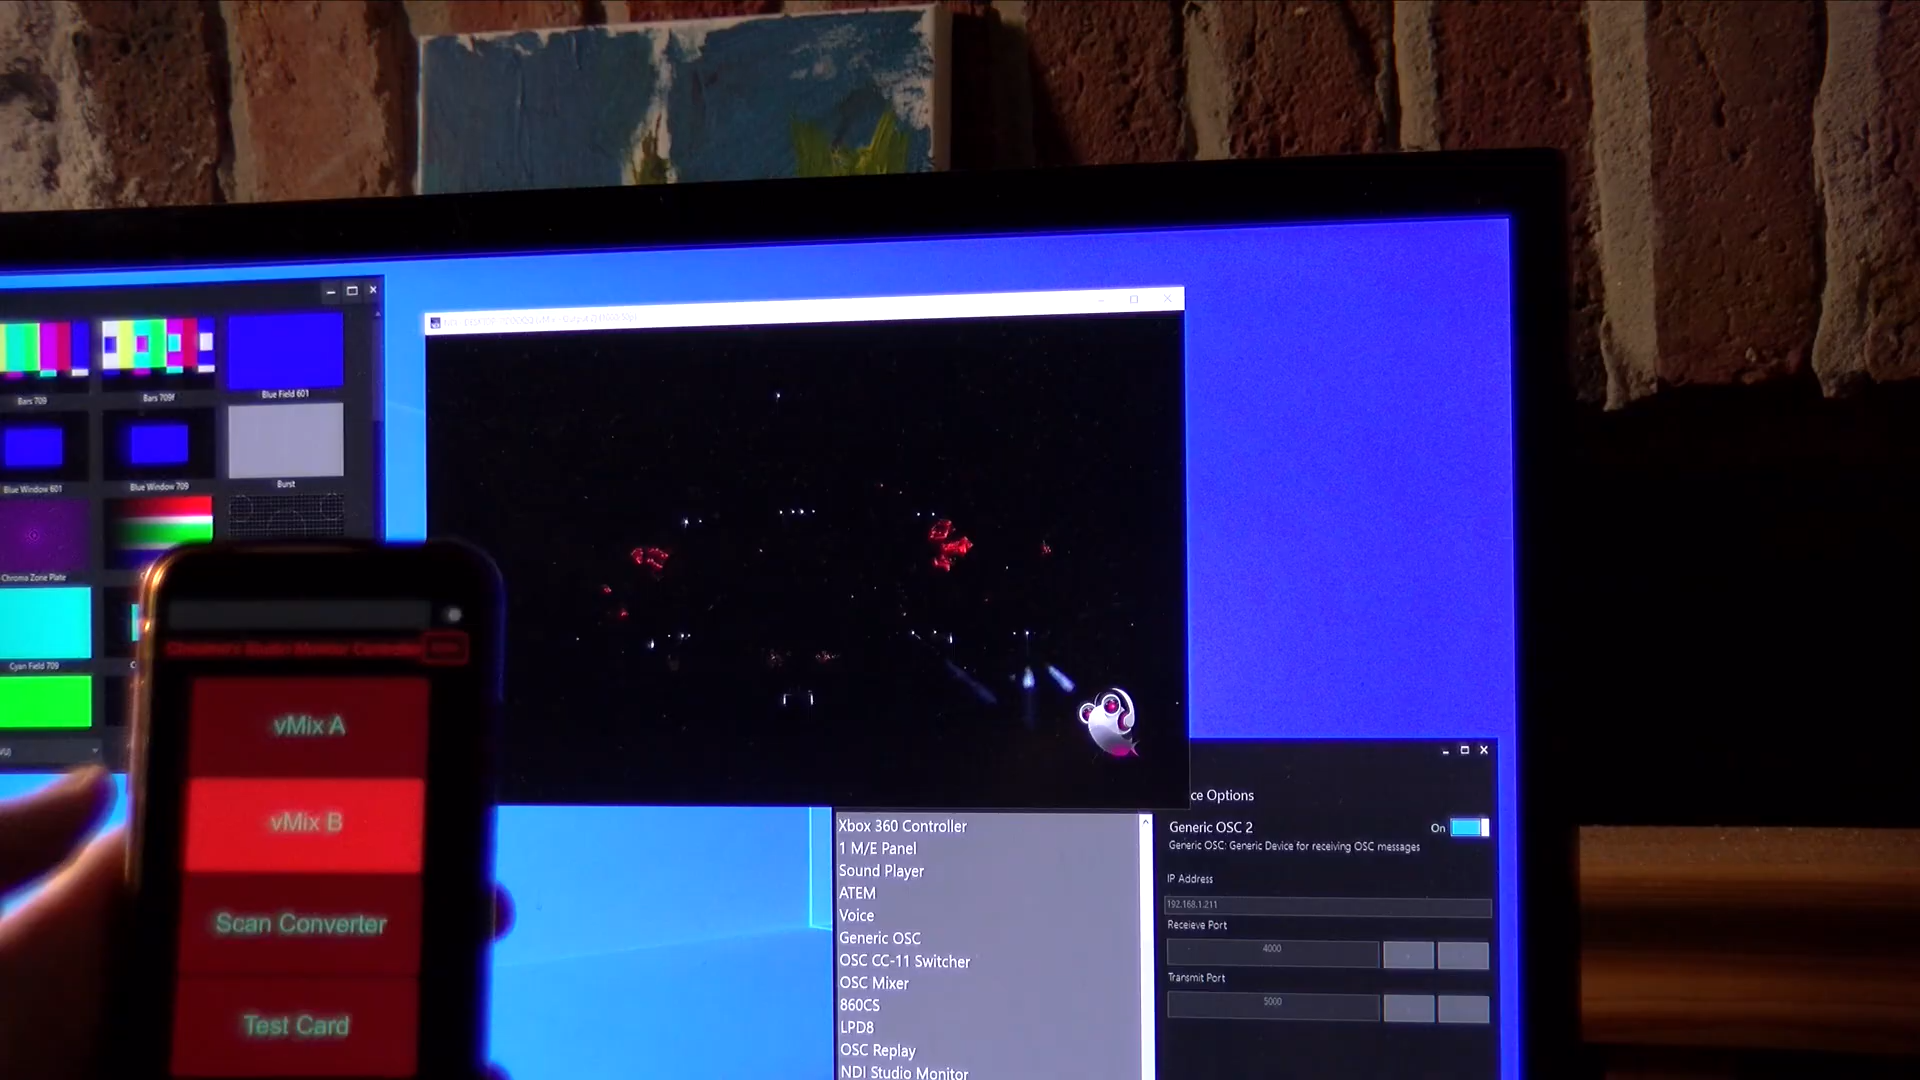 Bars 709
Bars 709f
Blue Field 601
Blue Window 601
Blue Window 709
Burst
Chroma Zone Plate
Cyan Field 709
vMix A
vMix B
Scan Converter
Test Card
Xbox 360 Controller
1 M/E Panel
Sound Player
ATEM
Voice
Generic OSC
OSC CC-11 Switcher
OSC Mixer
860CS
LPD8
OSC Replay
NDI Studio Monitor
ce Options
Generic OSC 2
On
Generic OSC: Generic Device for receiving OSC messages
IP Address
192.168.1.211
Receieve Port
4000
Transmit Port
5000